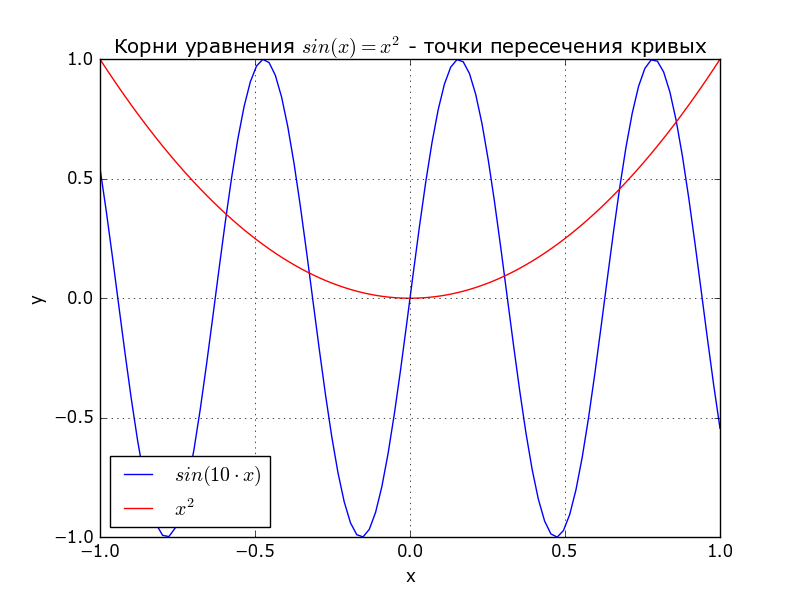 Корни уравнения sin(x) = x² - точки пересечения кривых
1.0
0.5
0.0
−0.5
−1.0
y
sin(10 · x)
x²
−1.0 −0.5 0.0 0.5 1.0
x